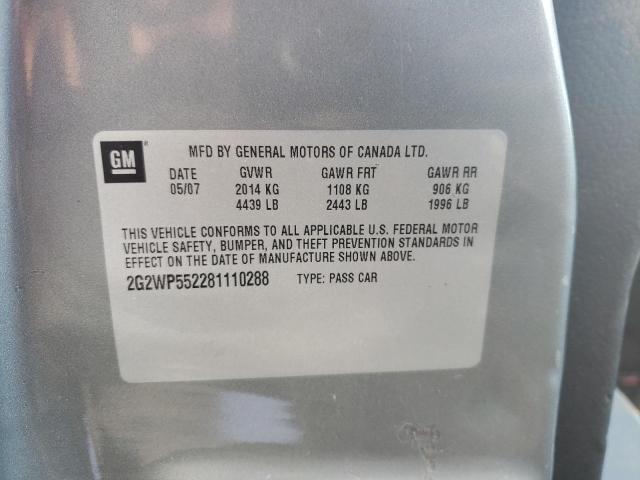 GM
MFD BY GENERAL MOTORS OF CANADA LTD.
DATE GVWR GAWR FRT GAWR RR
05/07 2014 KG 1108 KG 906 KG
4439 LB 2443 LB 1996 LB
THIS VEHICLE CONFORMS TO ALL APPLICABLE U.S. FEDERAL MOTOR
VEHICLE SAFETY, BUMPER, AND THEFT PREVENTION STANDARDS IN
EFFECT ON THE DATE OF MANUFACTURE SHOWN ABOVE.
2G2WP552281110288 TYPE: PASS CAR